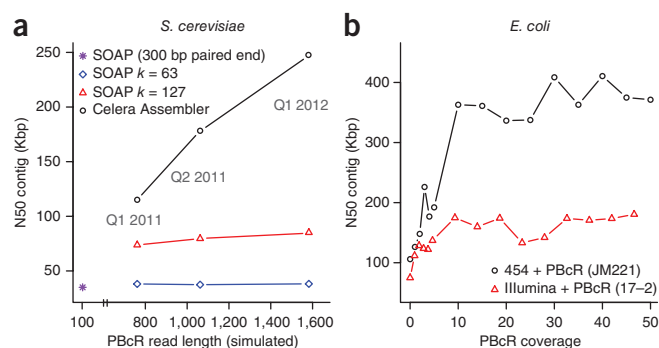 a
S. cerevisiae
SOAP (300 bp paired end)
SOAP k = 63
SOAP k = 127
Celera Assembler
Q1 2012
Q2 2011
Q1 2011
N50 contig (Kbp)
250
200
150
100
50
100
800
1,000
1,200
1,400
1,600
PBcR read length (simulated)
b
E. coli
N50 contig (Kbp)
400
300
200
100
454 + PBcR (JM221)
Illumina + PBcR (17–2)
0
10
20
30
40
50
PBcR coverage